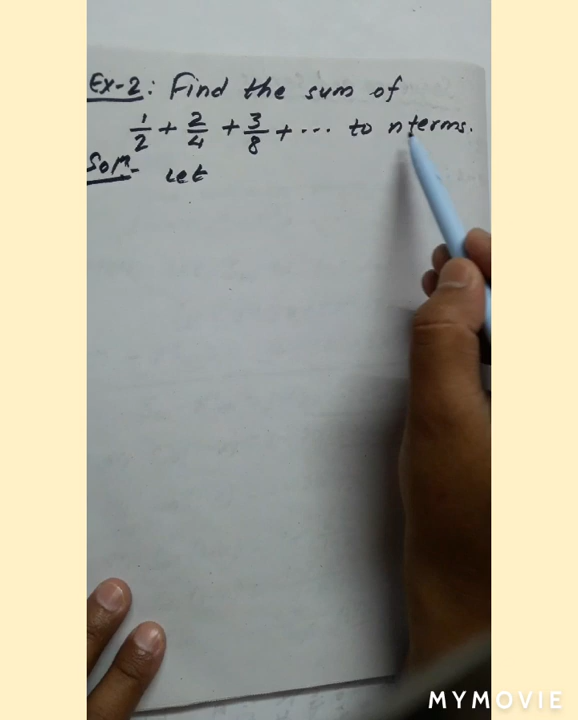 Ex-2: Find the sum of
1/2 + 2/4 + 3/8 + ... to n terms.
Solⁿ- Let
MYMOVIE